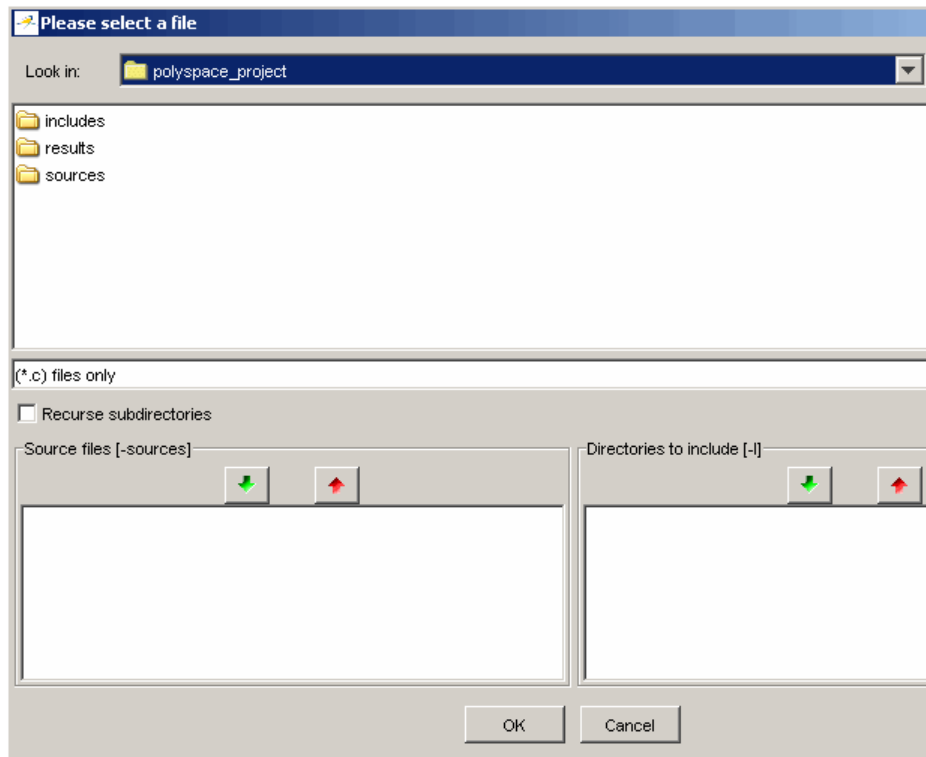 Please select a file
Look in: polyspace_project
includes
results
sources
(*.c) files only
Recurse subdirectories
Source files [-sources] Directories to include [-I]
OK Cancel